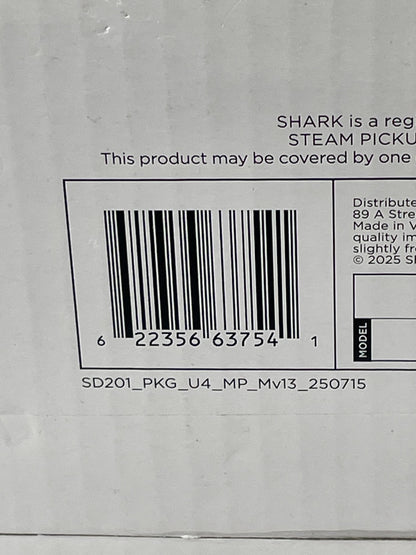 SHARK is a reg
STEAM PICKU
This product may be covered by one
Distribute
89 A Stre
Made in V
quality im
slightly fr
© 2025 S
MODEL
6 22356 63754 1
SD201_PKG_U4_MP_Mv13_250715